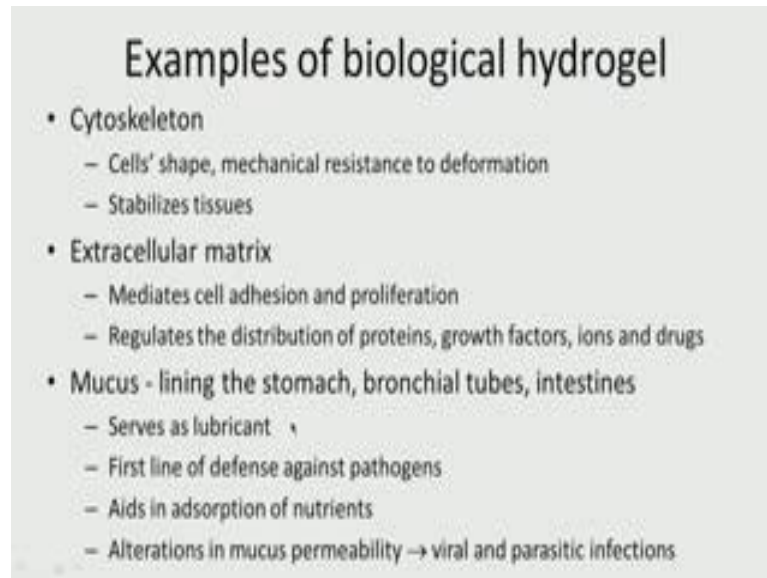 Examples of biological hydrogel
• Cytoskeleton
– Cells' shape, mechanical resistance to deformation
– Stabilizes tissues
• Extracellular matrix
– Mediates cell adhesion and proliferation
– Regulates the distribution of proteins, growth factors, ions and drugs
• Mucus - lining the stomach, bronchial tubes, intestines
– Serves as lubricant
– First line of defense against pathogens
– Aids in adsorption of nutrients
– Alterations in mucus permeability → viral and parasitic infections